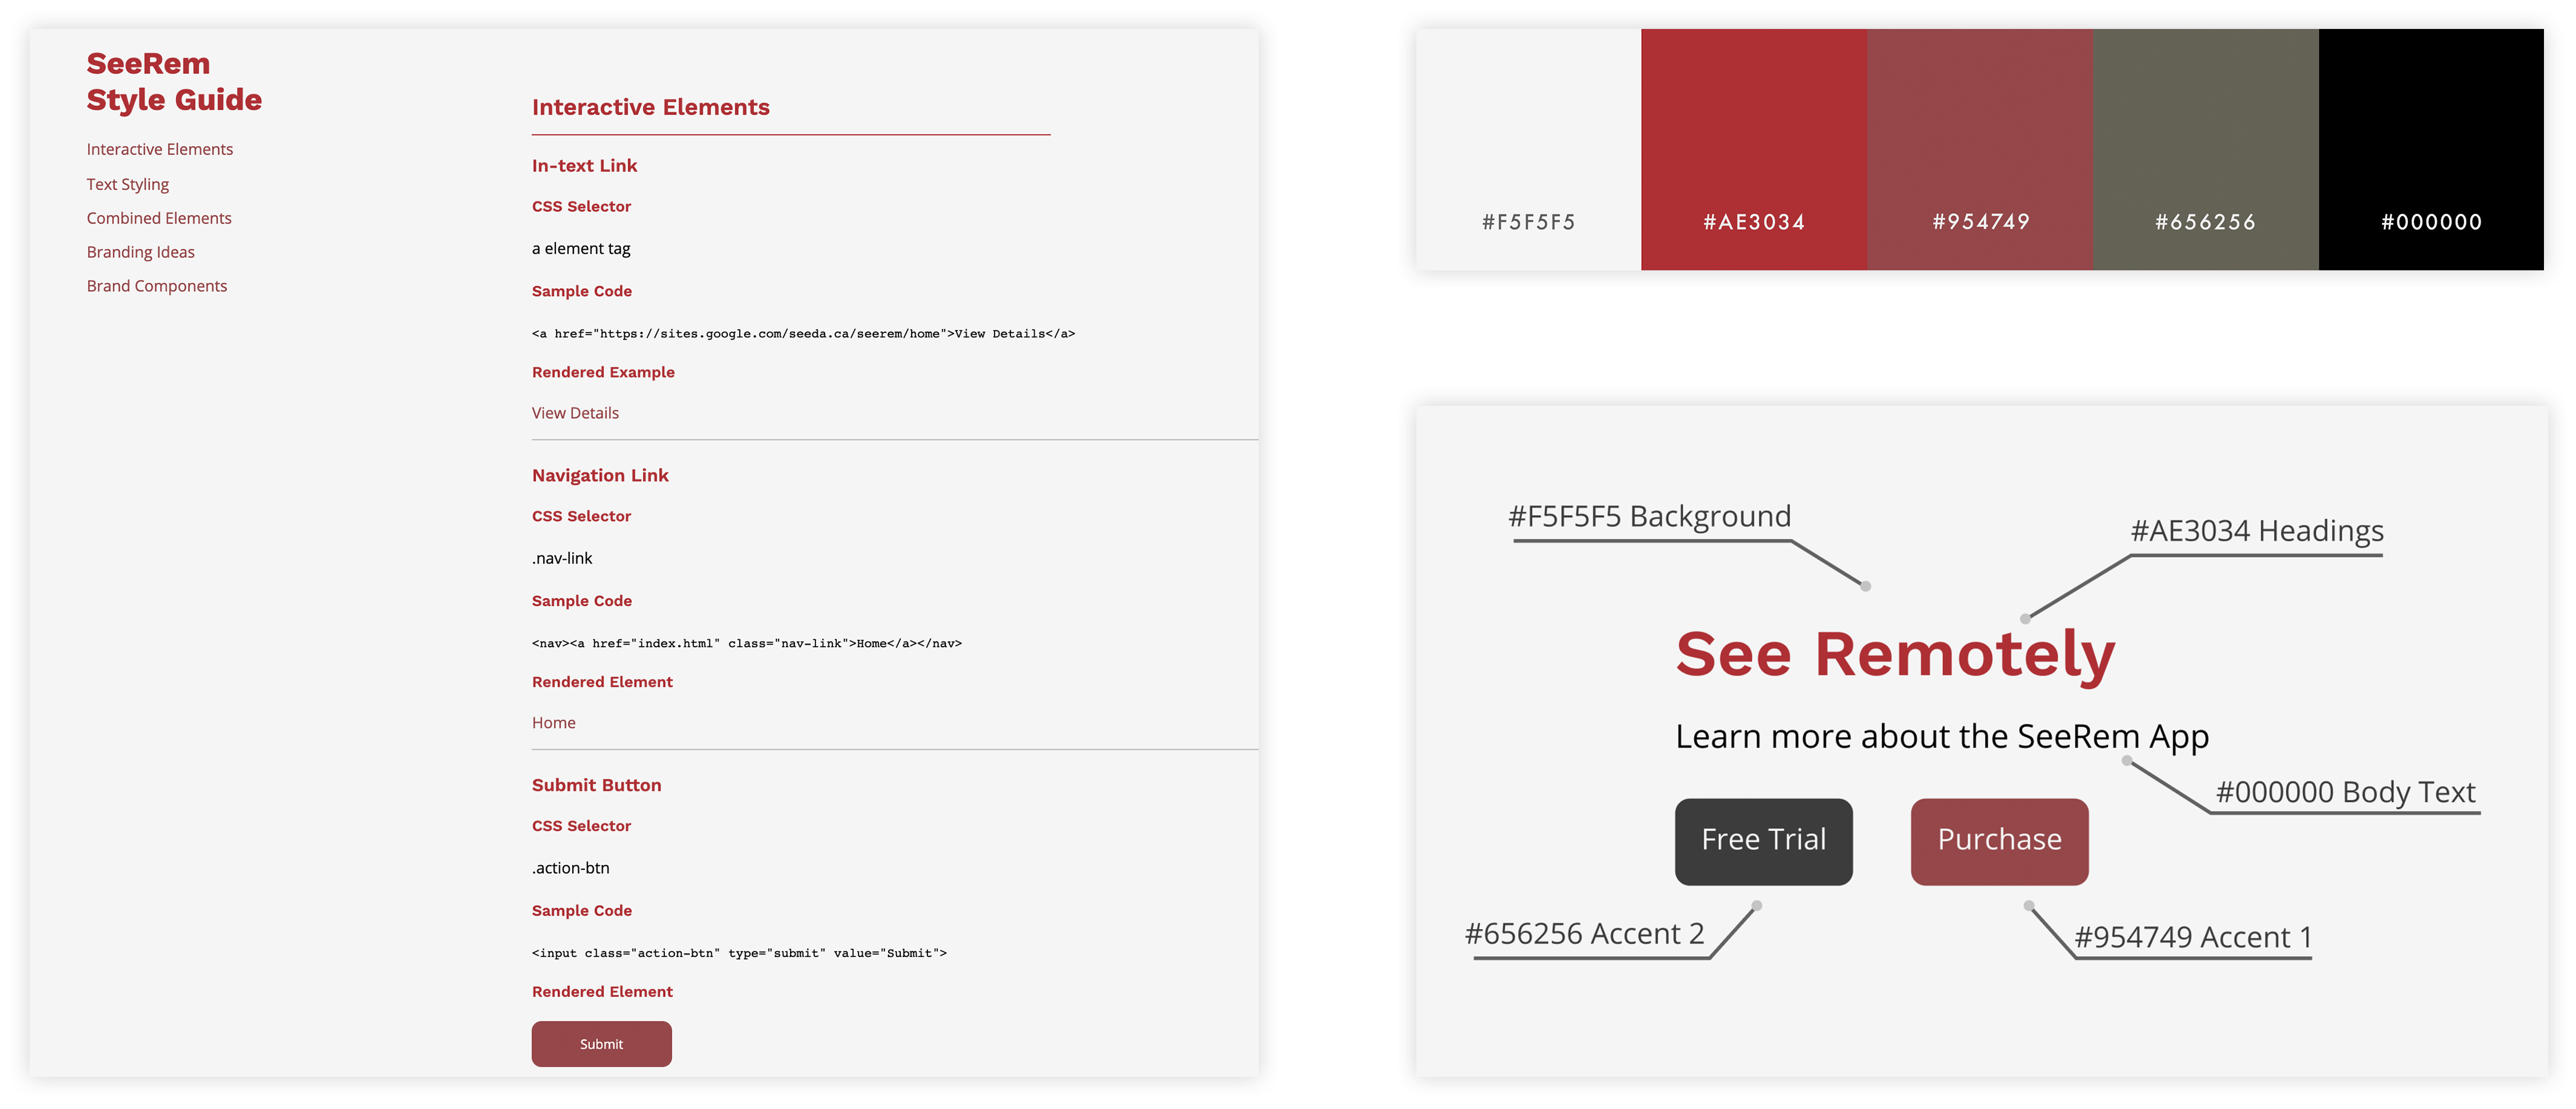 SeeRem
Style Guide
Interactive Elements
Text Styling
Combined Elements
Branding Ideas
Brand Components
Interactive Elements
In-text Link
CSS Selector
a element tag
Sample Code
<a href="https://sites.google.com/seeda.ca/seerem/home">View Details</a>
Rendered Example
View Details
Navigation Link
CSS Selector
.nav-link
Sample Code
<nav><a href="index.html" class="nav-link">Home</a></nav>
Rendered Element
Home
Submit Button
CSS Selector
.action-btn
Sample Code
<input class="action-btn" type="submit" value="Submit">
Rendered Element
Submit
#F5F5F5
#AE3034
#954749
#656256
#000000
#F5F5F5 Background
#AE3034 Headings
See Remotely
Learn more about the SeeRem App
#000000 Body Text
Free Trial
Purchase
#656256 Accent 2
#954749 Accent 1